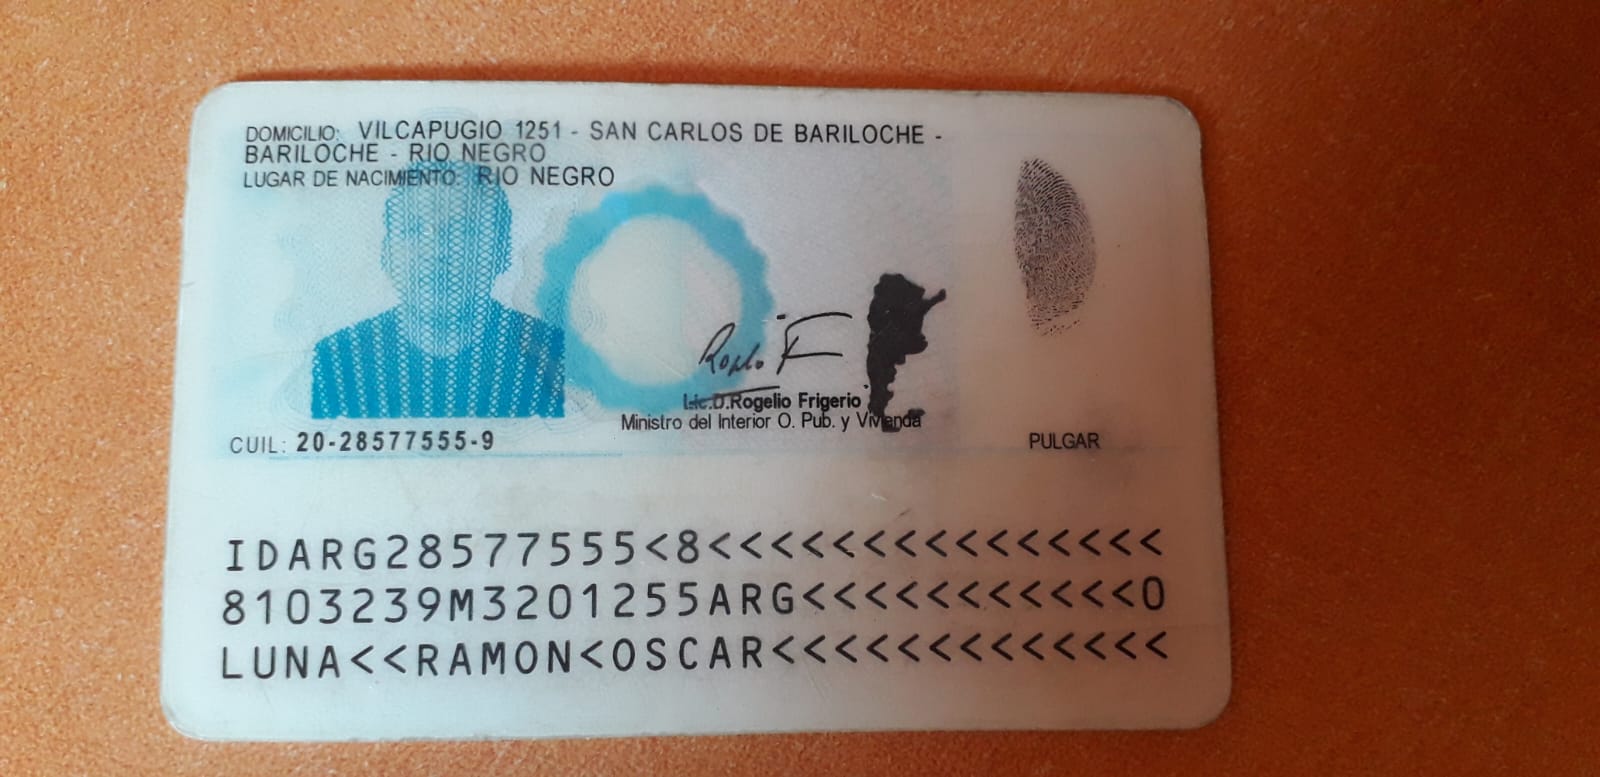 DOMICILIO: VILCAPUGIO 1251 - SAN CARLOS DE BARILOCHE -
BARILOCHE - RIO NEGRO
LUGAR DE NACIMIENTO: RIO NEGRO
Lic.D.Rogelio Frigerio
Ministro del Interior O. Pub. y Vivienda
CUIL: 20-28577555-9
PULGAR
IDARG28577555<8<<<<<<<<<<<<<<<
8103239M3201255ARG<<<<<<<<<<<0
LUNA<<RAMON<OSCAR<<<<<<<<<<<<<